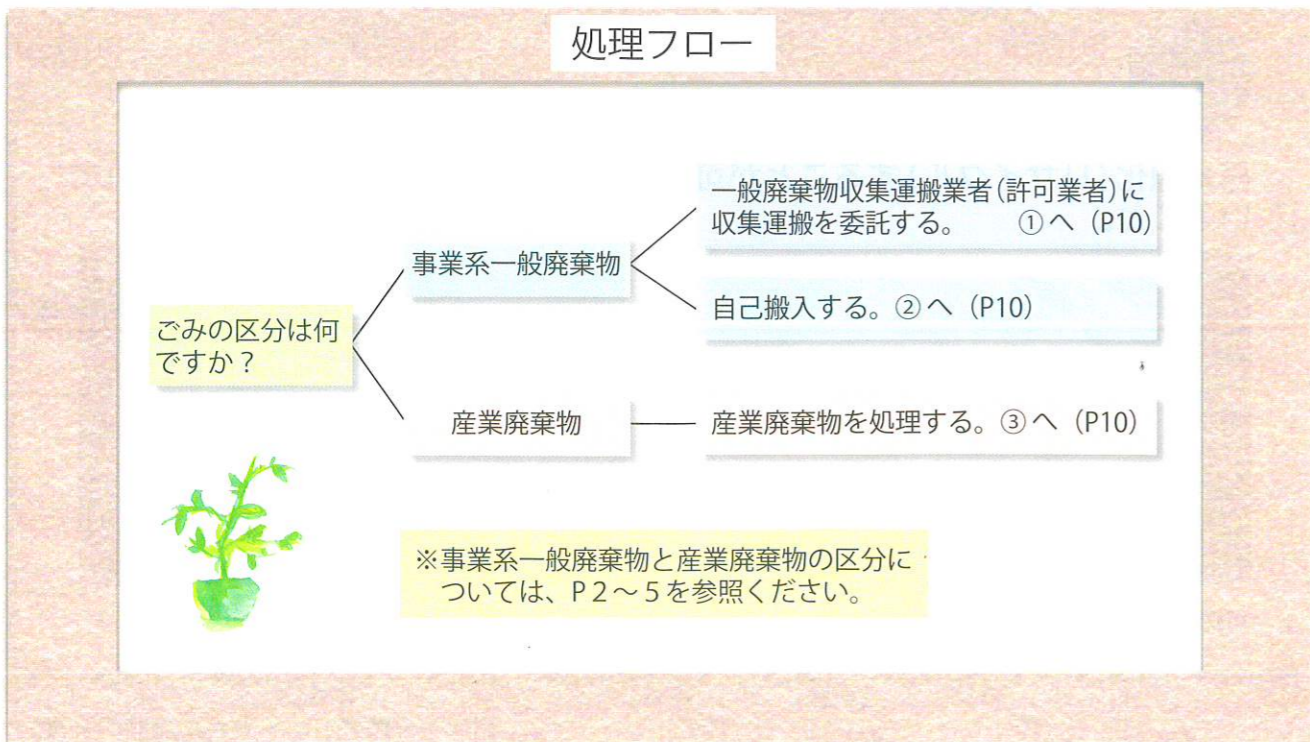 処理フロー
一般廃棄物収集運搬業者(許可業者)に
収集運搬を委託する。　　①へ（P10）
事業系一般廃棄物
自己搬入する。②へ（P10）
ごみの区分は何
ですか？
産業廃棄物
産業廃棄物を処理する。③へ（P10）
※事業系一般廃棄物と産業廃棄物の区分に
ついては、P２～５を参照ください。